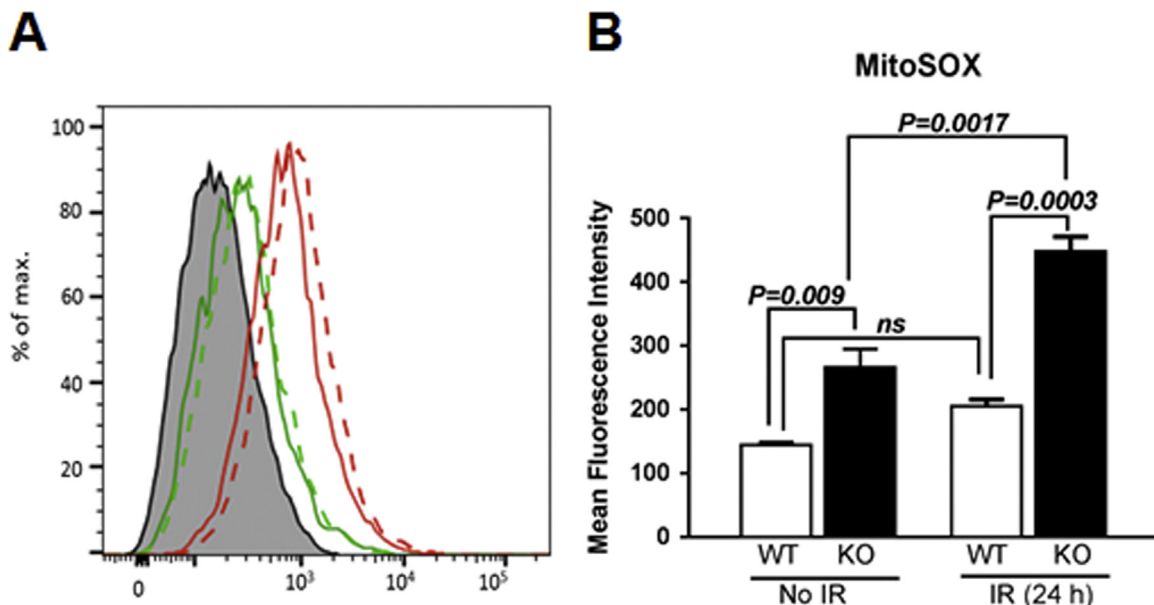 A
% of max.
100
80
60
40
20
0
10³
10⁴
10⁵
B
MitoSOX
P=0.0017
P=0.0003
P=0.009
ns
Mean Fluorescence Intensity
500
400
300
200
100
0
WT KO WT KO
No IR IR (24 h)